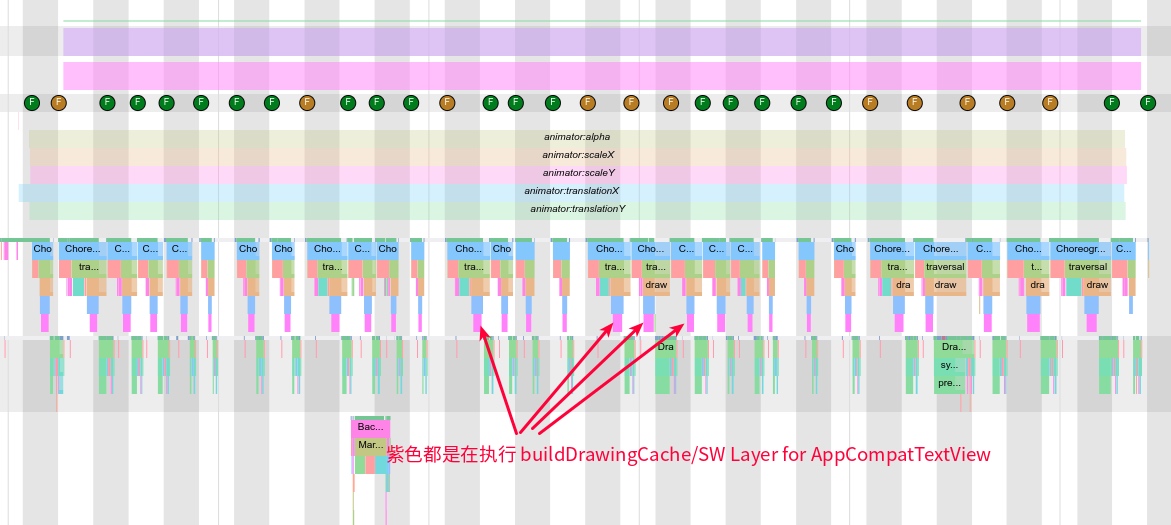 F F F F F F F F F F F F F F F F F F F F F F F F F F F F F F
animator:alpha
animator:scaleX
animator:scaleY
animator:translationX
animator:translationY
Cho Chore... C... C... C... Cho Cho Cho... C... Cho Cho... Cho Cho... Cho... C... C... C... Cho Chore... Chore... C... Cho... Choreogr... C...
tra... tra... tra... tra... tra... tra... traversal t... traversal
draw dra draw dra draw
Dra Dra...
sy...
pre...
Bac...
Mar...
紫色都是在执行 buildDrawingCache/SW Layer for AppCompatTextView